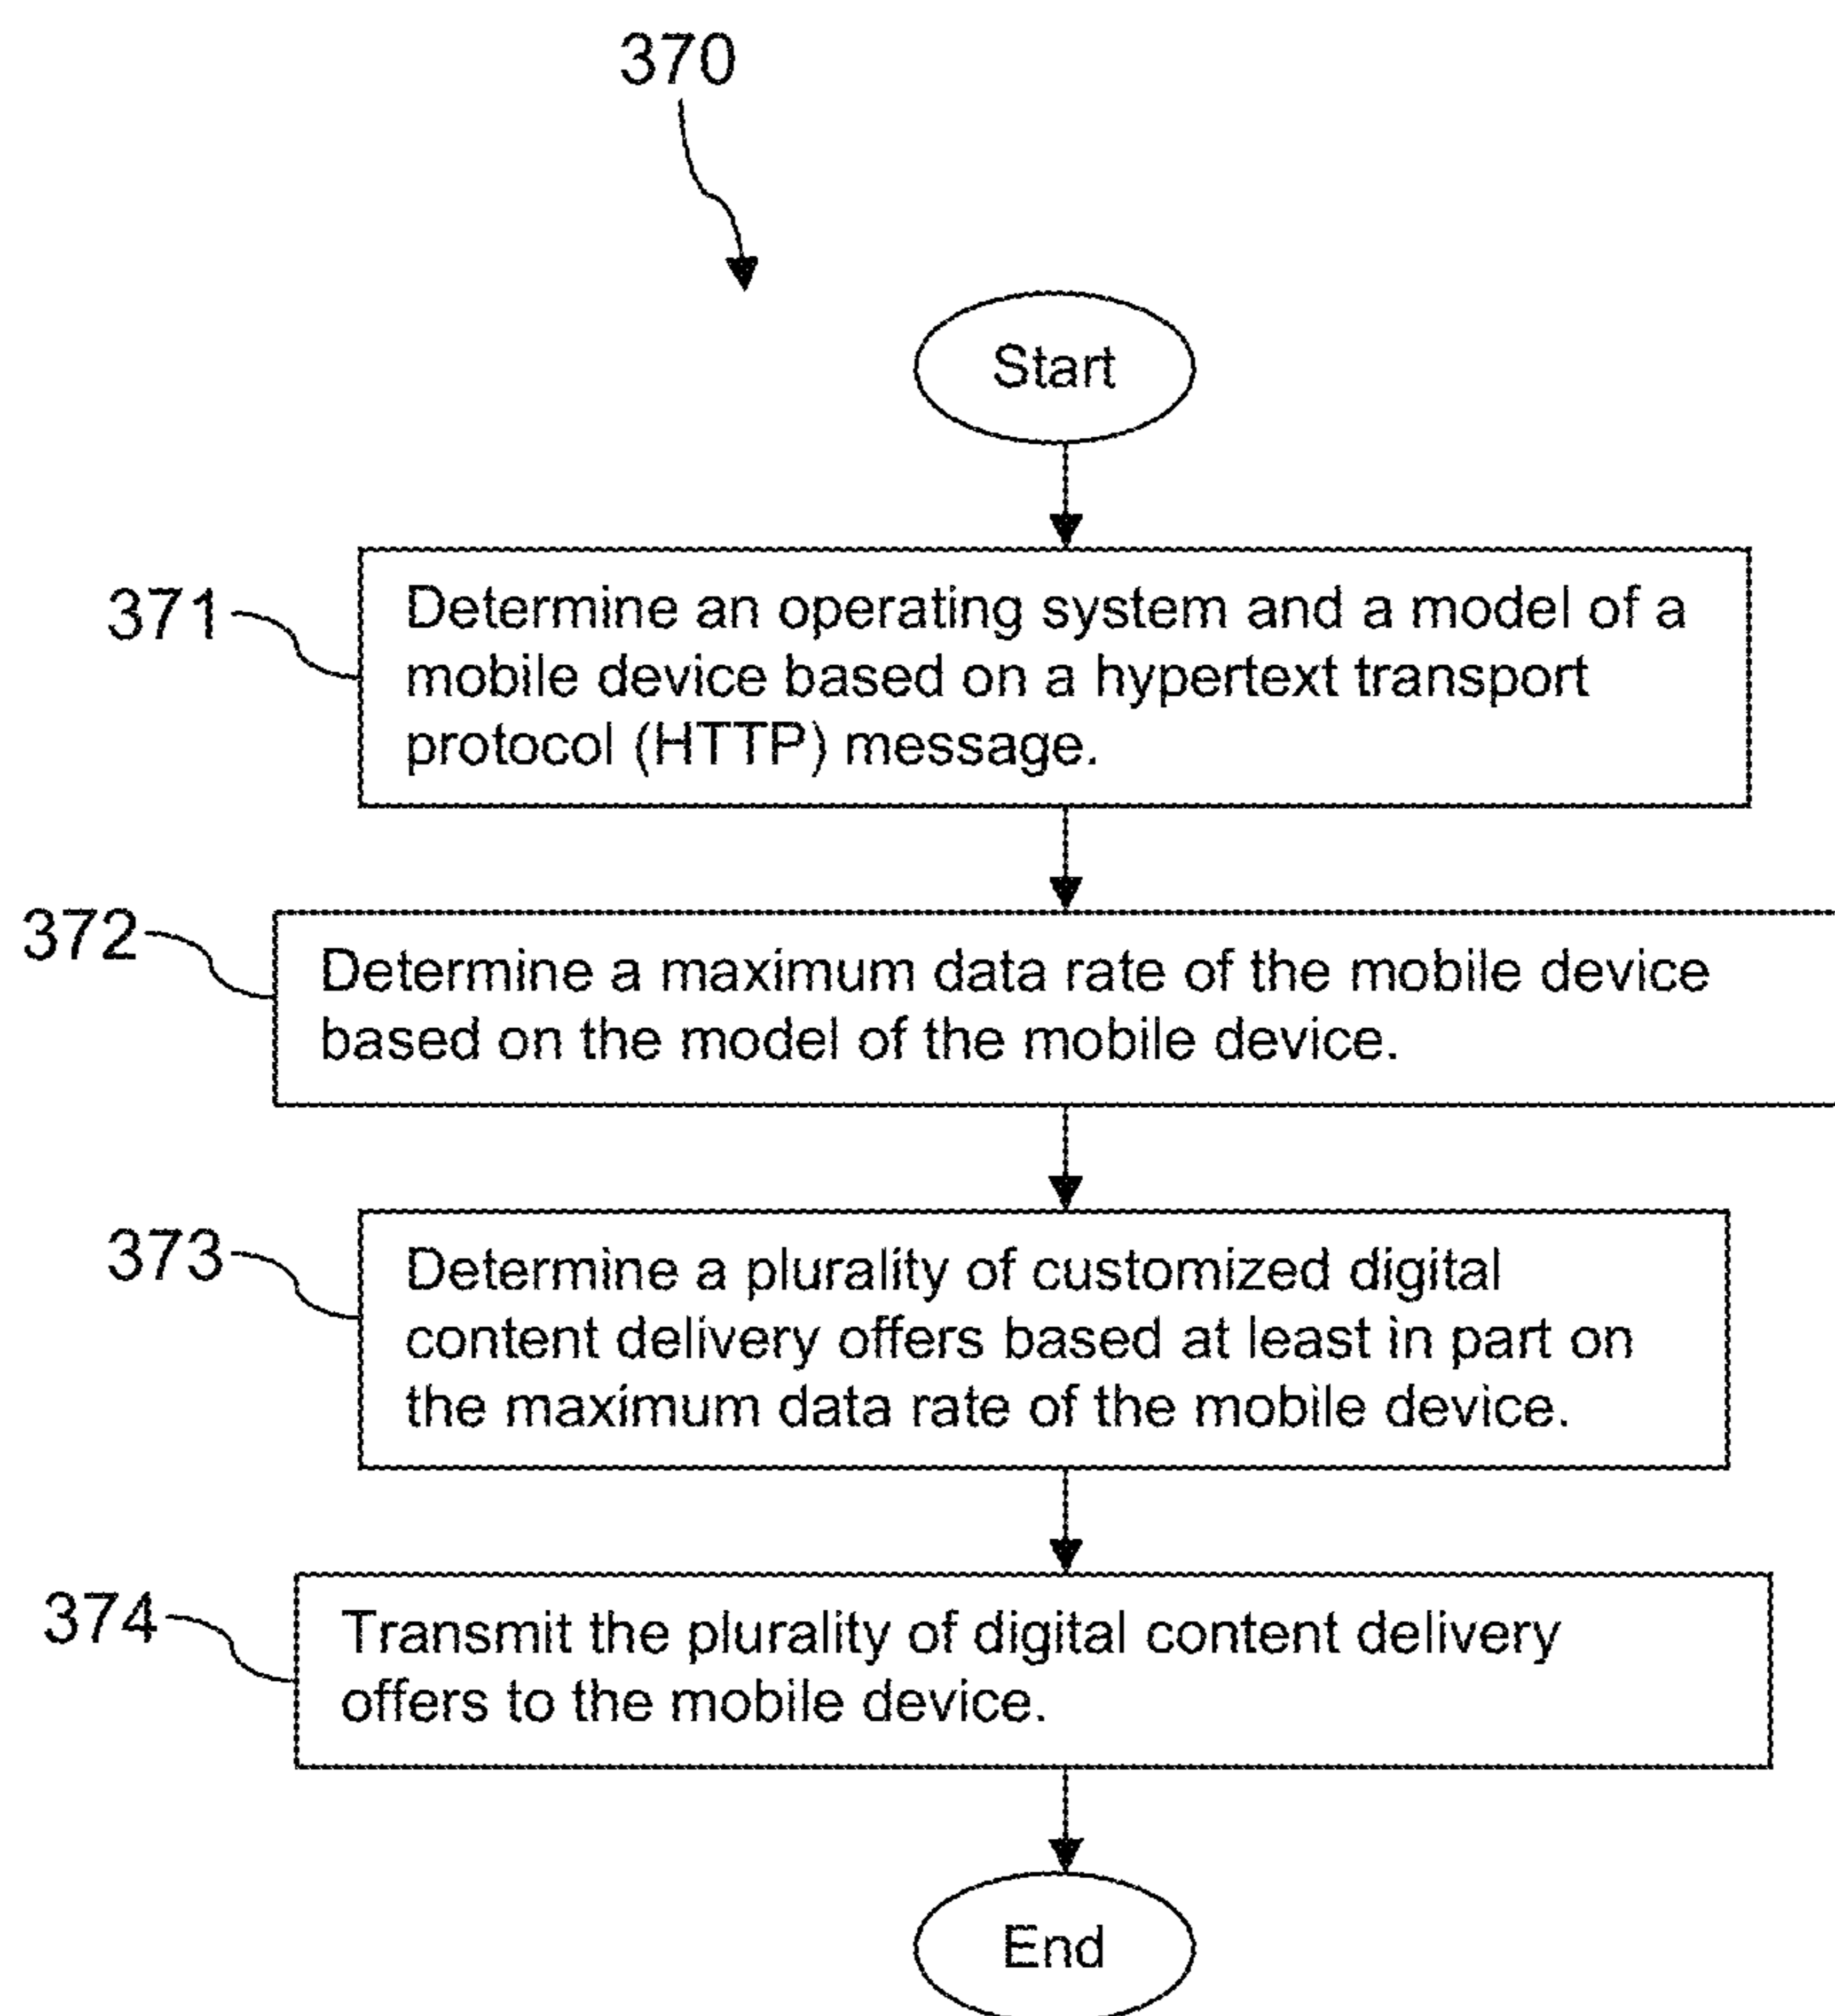 370
Start
371
Determine an operating system and a model of a
mobile device based on a hypertext transport
protocol (HTTP) message.
372
Determine a maximum data rate of the mobile device
based on the model of the mobile device.
373
Determine a plurality of customized digital
content delivery offers based at least in part on
the maximum data rate of the mobile device.
374
Transmit the plurality of digital content delivery
offers to the mobile device.
End